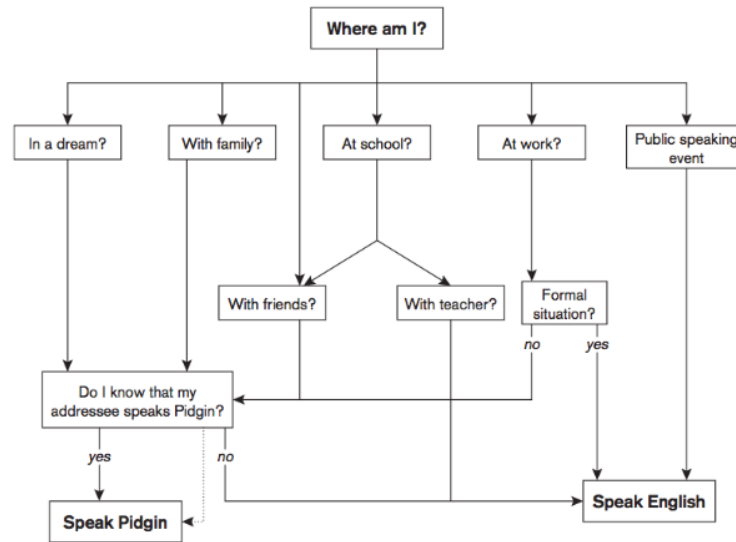 Where am I?
In a dream?
With family?
At school?
At work?
Public speaking
event
With friends?
With teacher?
Formal
situation?
no
yes
Do I know that my
addressee speaks Pidgin?
yes
no
Speak Pidgin
Speak English